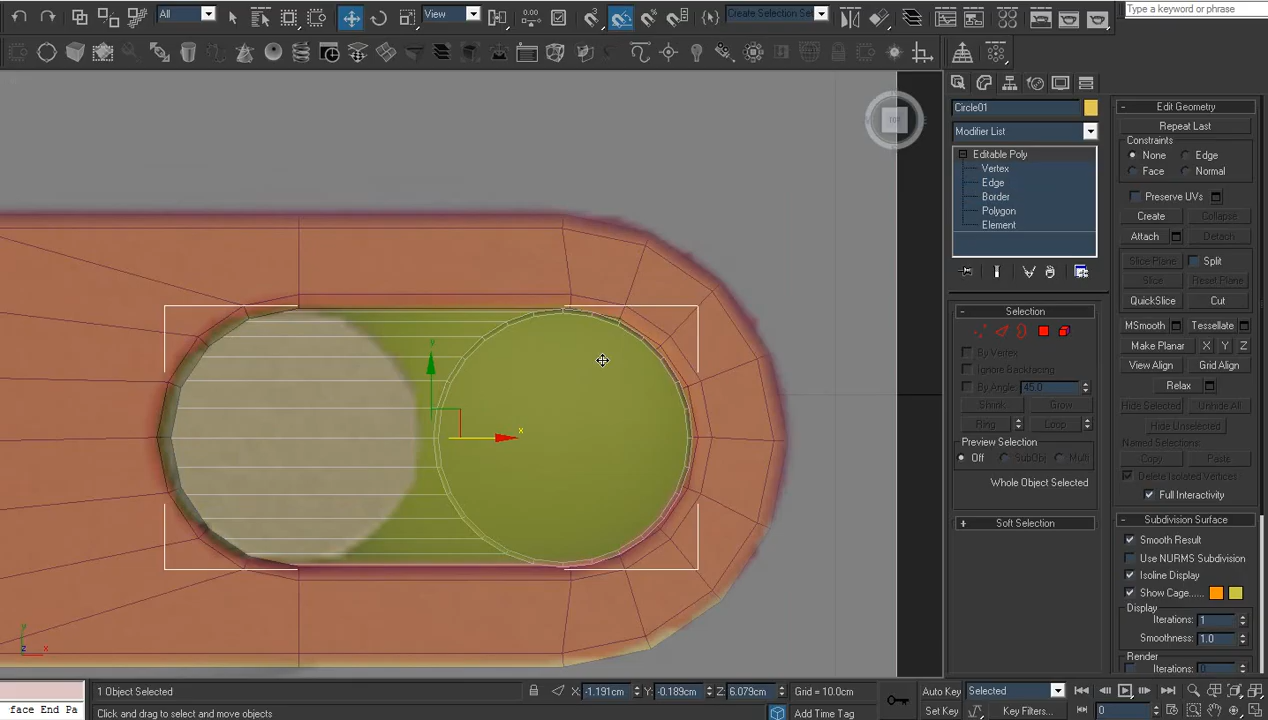 All
View
Create Selection Set
Type a keyword or phrase
TOP
y
x
Circle01
Modifier List
Editable Poly
Vertex
Edge
Border
Polygon
Element
Selection
By Vertex
Ignore Backfacing
By Angle: 45.0
Shrink
Grow
Ring
Loop
Preview Selection
Off
SubObj
Multi
Whole Object Selected
Soft Selection
Edit Geometry
Repeat Last
Constraints
None
Edge
Face
Normal
Preserve UVs
Create
Collapse
Attach
Detach
Slice Plane
Split
Slice
Reset Plane
QuickSlice
Cut
MSmooth
Tessellate
Make Planar
X
Y
Z
View Align
Grid Align
Relax
Hide Selected
Unhide All
Hide Unselected
Named Selections:
Copy
Paste
Delete Isolated Vertices
Full Interactivity
Subdivision Surface
Smooth Result
Use NURMS Subdivision
Isoline Display
Show Cage......
Display
Iterations: 1
Smoothness: 1.0
Render
Iterations: 0
y
z
x
1 Object Selected
X: -1.191cm
Y: -0.189cm
Z: 6.079cm
Grid = 10.0cm
Auto Key
Selected
face End Pa
Click and drag to select and move objects
Add Time Tag
Set Key
Key Filters...
0